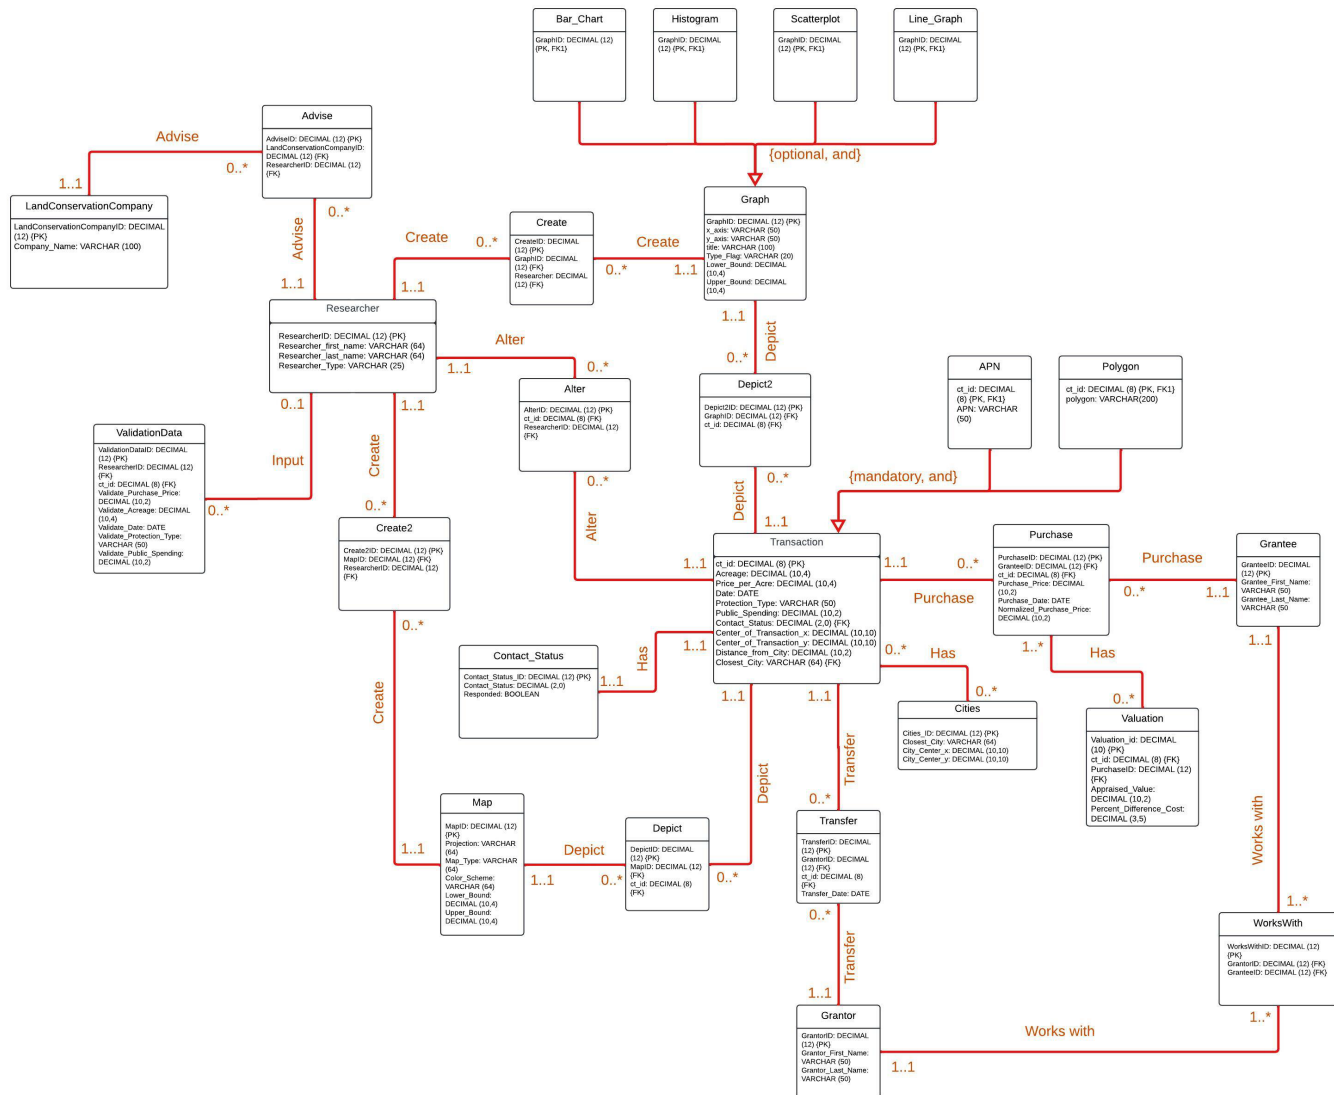 Bar_Chart
GraphID: DECIMAL (12)
{PK, FK1}
Histogram
GraphID: DECIMAL
(12) {PK, FK1}
Scatterplot
GraphID: DECIMAL
(12) {PK, FK1}
Line_Graph
GraphID: DECIMAL
(12) {PK, FK1}
{optional, and}
Advise
AdviseID: DECIMAL (12) {PK}
LandConservationCompanyID:
DECIMAL (12) {FK}
ResearcherID: DECIMAL (12)
{FK}
Advise
0..*
1..1
LandConservationCompany
LandConservationCompanyID: DECIMAL
(12) {PK}
Company_Name: VARCHAR (100)
0..*
Advise
1..1
Create
CreateID: DECIMAL
(12) {PK}
GraphID: DECIMAL
(12) {FK}
Researcher: DECIMAL
(12) {FK}
Create
0..*
1..1
Create
0..*
1..1
Graph
GraphID: DECIMAL (12) {PK}
x_axis: VARCHAR (50)
y_axis: VARCHAR (50)
title: VARCHAR (100)
Type_Flag: VARCHAR (20)
Lower_Bound: DECIMAL
(10,4)
Upper_Bound: DECIMAL
(10,4)
1..1
Depict
0..*
Researcher
ResearcherID: DECIMAL (12) {PK}
Researcher_first_name: VARCHAR (64)
Researcher_last_name: VARCHAR (64)
Researcher_Type: VARCHAR (25)
Alter
1..1
0..*
Alter
AlterID: DECIMAL (12) {PK}
ct_id: DECIMAL (8) {FK}
ResearcherID: DECIMAL (12)
{FK}
0..*
Alter
1..1
Depict2
Depict2ID: DECIMAL (12) {PK}
GraphID: DECIMAL (12) {FK}
ct_id: DECIMAL (8) {FK}
0..*
Depict
1..1
APN
ct_id: DECIMAL
(8) {PK, FK1}
APN: VARCHAR
(50)
Polygon
ct_id: DECIMAL (8) {PK, FK1}
polygon: VARCHAR(200)
{mandatory, and}
0..1
Input
0..*
ValidationData
ValidationDataID: DECIMAL
(12) {PK}
ResearcherID: DECIMAL (12)
{FK}
ct_id: DECIMAL (8) {FK}
Validate_Purchase_Price:
DECIMAL (10,2)
Validate_Acreage: DECIMAL
(10,4)
Validate_Date: DATE
Validate_Protection_Type:
VARCHAR (50)
Validate_Public_Spending:
DECIMAL (10,2)
1..1
Create
0..*
Create2
Create2ID: DECIMAL (12) {PK}
MapID: DECIMAL (12) {FK}
ResearcherID: DECIMAL (12)
{FK}
0..*
Create
1..1
Transaction
ct_id: DECIMAL (8) {PK}
Acreage: DECIMAL (10,4)
Price_per_Acre: DECIMAL (10,4)
Date: DATE
Protection_Type: VARCHAR (50)
Public_Spending: DECIMAL (10,2)
Contact_Status: DECIMAL (2,0) {FK}
Center_of_Transaction_x: DECIMAL (10,10)
Center_of_Transaction_y: DECIMAL (10,10)
Distance_from_City: DECIMAL (10,2)
Closest_City: VARCHAR (64) {FK}
1..1
0..*
Purchase
Purchase
PurchaseID: DECIMAL (12) {PK}
GranteeID: DECIMAL (12) {FK}
ct_id: DECIMAL (8) {FK}
Purchase_Price: DECIMAL
(10,2)
Purchase_Date: DATE
Normalized_Purchase_Price:
DECIMAL (10,2)
Purchase
0..*
1..1
Grantee
GranteeID: DECIMAL
(12) {PK}
Grantee_First_Name:
VARCHAR (50)
Grantee_Last_Name:
VARCHAR (50
1..1
Works with
1..*
Contact_Status
Contact_Status_ID: DECIMAL (12) {PK}
Contact_Status: DECIMAL (2,0)
Responded: BOOLEAN
1..1
Has
1..1
0..*
Has
0..*
Cities
Cities_ID: DECIMAL (12) {PK}
Closest_City: VARCHAR (64)
City_Center_x: DECIMAL (10,10)
City_Center_y: DECIMAL (10,10)
1..*
Has
0..*
Valuation
Valuation_id: DECIMAL
(10) {PK}
ct_id: DECIMAL (8) {FK}
PurchaseID: DECIMAL (12)
{FK}
Appraised_Value:
DECIMAL (10,2)
Percent_Difference_Cost:
DECIMAL (3,5)
1..1
Depict
0..*
1..1
Transfer
0..*
Map
MapID: DECIMAL (12)
{PK}
Projection: VARCHAR
(64)
Map_Type: VARCHAR
(64)
Color_Scheme:
VARCHAR (64)
Lower_Bound:
DECIMAL (10,4)
Upper_Bound:
DECIMAL (10,4)
Depict
1..1
0..*
Depict
DepictID: DECIMAL
(12) {PK}
MapID: DECIMAL (12)
{FK}
ct_id: DECIMAL (8)
{FK}
Transfer
TransferID: DECIMAL
(12) {PK}
GrantorID: DECIMAL
(12) {FK}
ct_id: DECIMAL (8)
{FK}
Transfer_Date: DATE
0..*
Transfer
1..1
WorksWith
WorksWithID: DECIMAL (12)
{PK}
GrantorID: DECIMAL (12) {FK}
GranteeID: DECIMAL (12) {FK}
1..*
Works with
1..1
Grantor
GrantorID: DECIMAL
(12) {PK}
Grantor_First_Name:
VARCHAR (50)
Grantor_Last_Name:
VARCHAR (50)